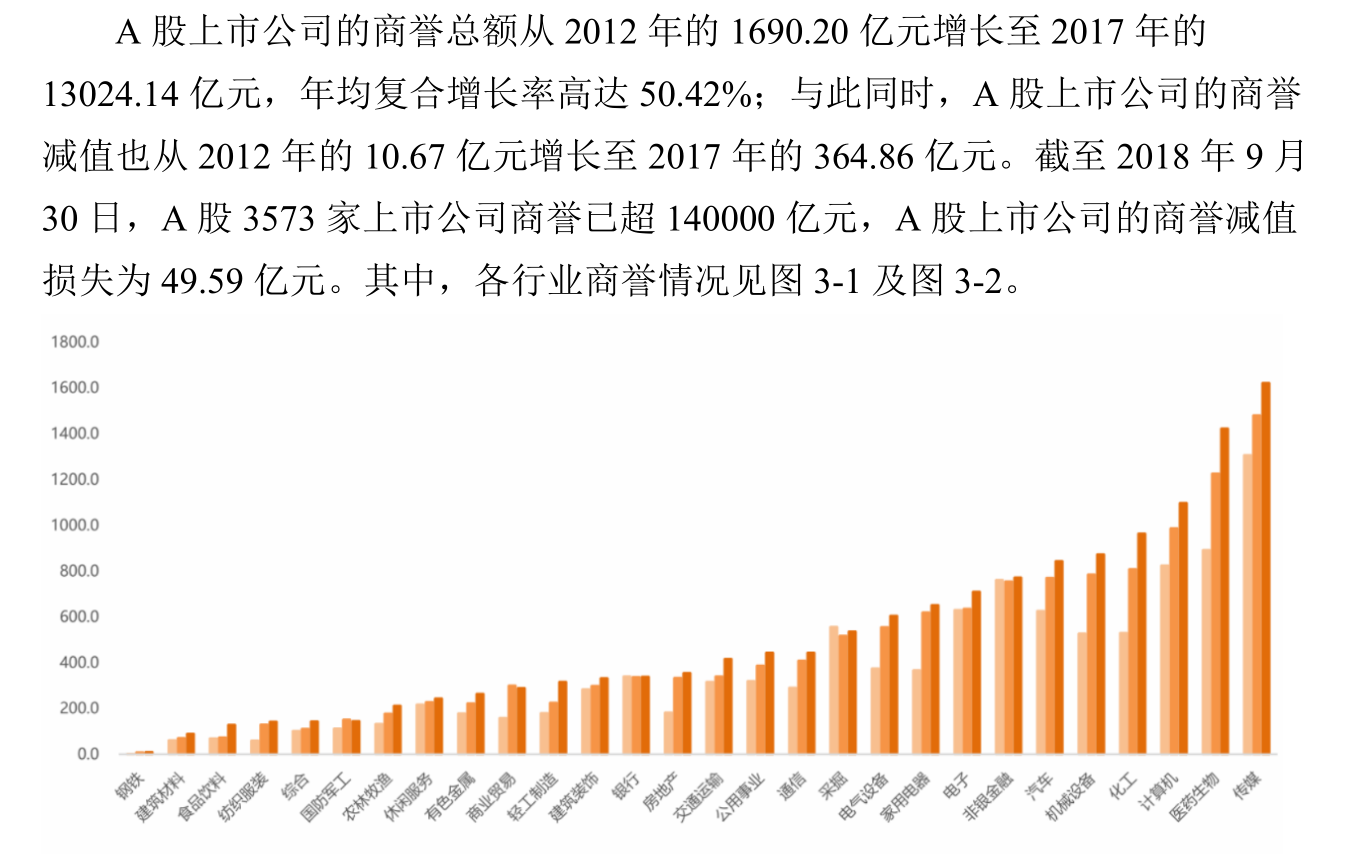 A 股上市公司的商誉总额从 2012 年的 1690.20 亿元增长至 2017 年的
13024.14 亿元，年均复合增长率高达 50.42%；与此同时，A 股上市公司的商誉
减值也从 2012 年的 10.67 亿元增长至 2017 年的 364.86 亿元。截至 2018 年 9 月
30 日，A 股 3573 家上市公司商誉已超 140000 亿元，A 股上市公司的商誉减值
损失为 49.59 亿元。其中，各行业商誉情况见图 3-1 及图 3-2。
1800.0
1600.0
1400.0
1200.0
1000.0
800.0
600.0
400.0
200.0
0.0
钢铁
建筑材料
食品饮料
纺织服装
综合
国防军工
农林牧渔
休闲服务
有色金属
商业贸易
轻工制造
建筑装饰
银行
房地产
交通运输
公用事业
通信
采掘
电气设备
家用电器
电子
非银金融
汽车
机械设备
化工
计算机
医药生物
传媒